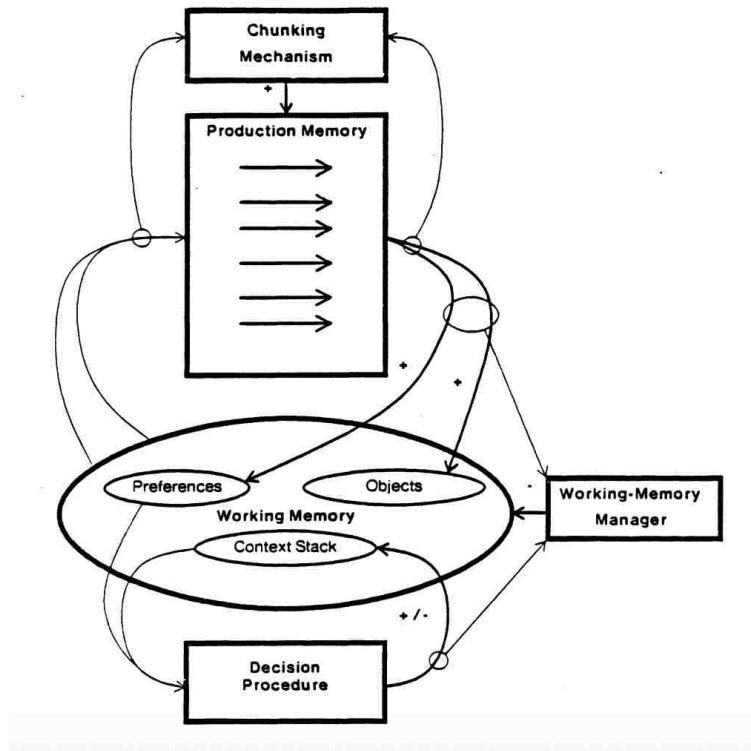 Chunking
Mechanism
+
Production Memory
+
+
Preferences
Objects
-
Working-Memory
Manager
Working Memory
Context Stack
+/-
Decision
Procedure